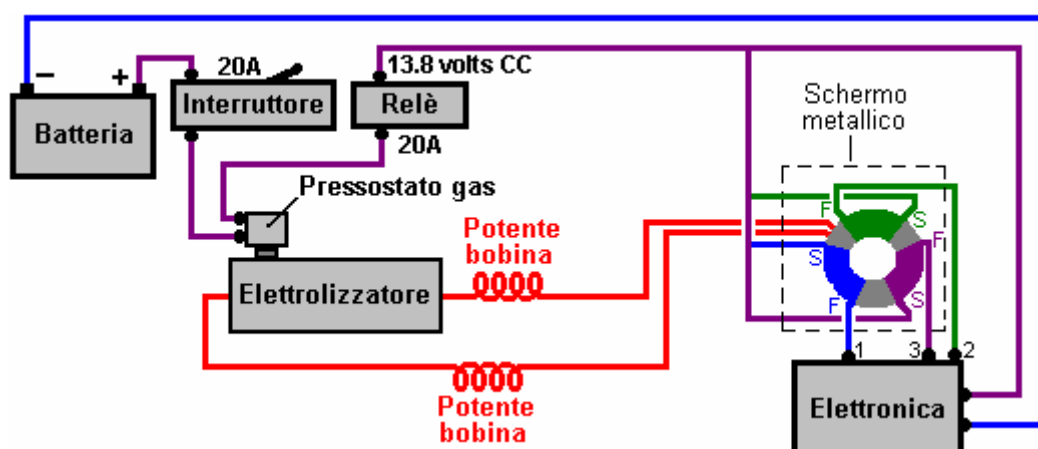 − +
20A
13.8 volts CC
Batteria
Interruttore
Relè
20A
Schermo
metallico
Pressostato gas
Potente
bobina
Elettrolizzatore
F
S
F
S
S
F
Potente
bobina
1 3 2
Elettronica